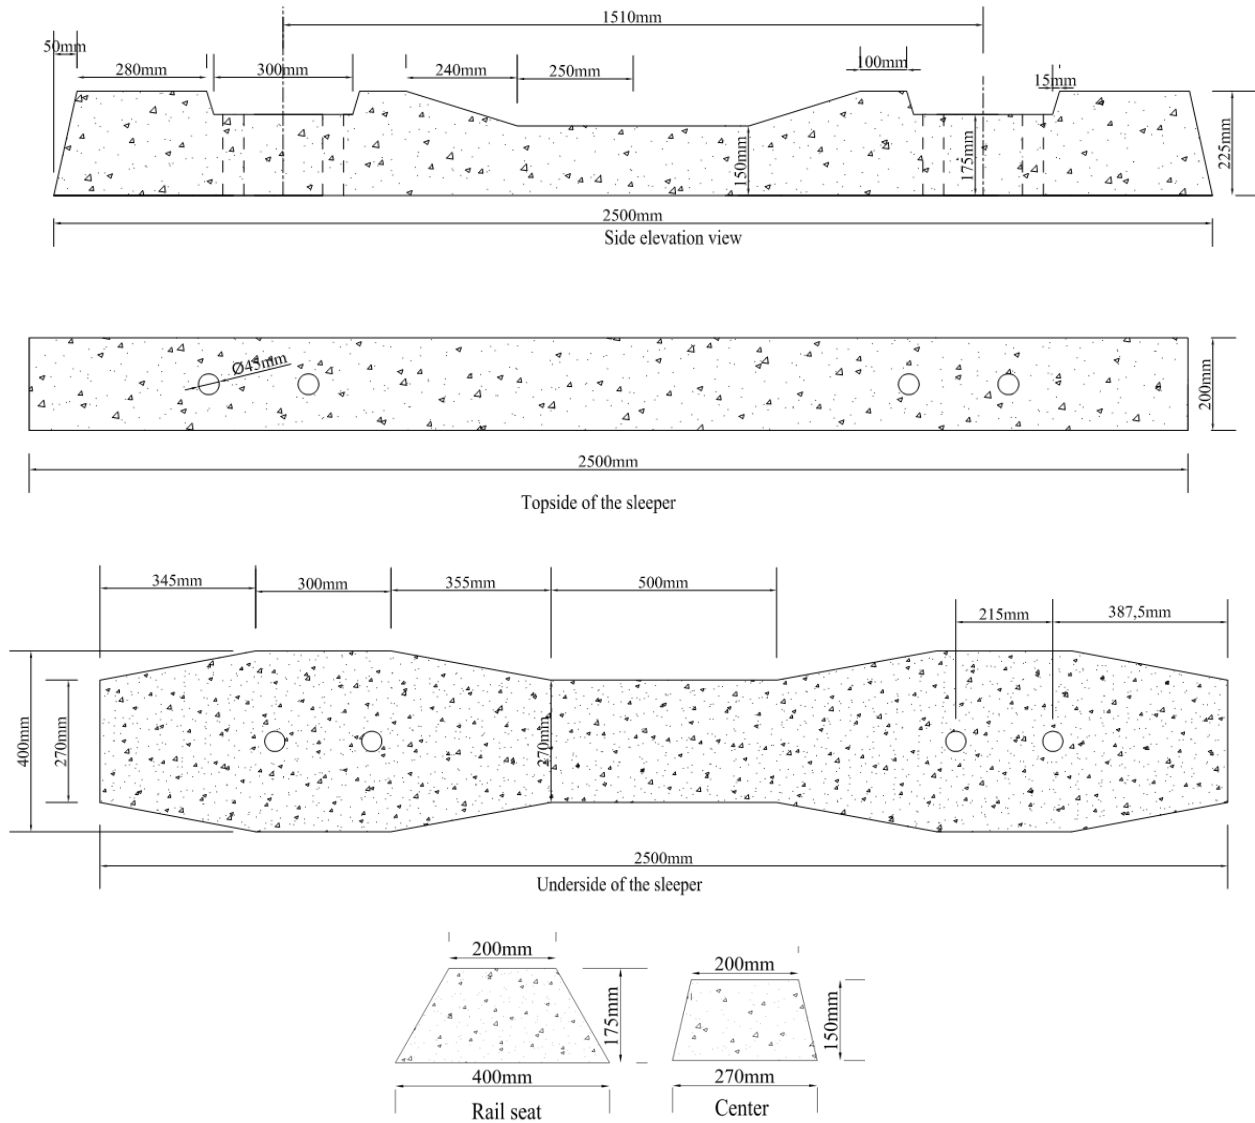 1510mm
50mm
280mm
300mm
240mm
250mm
100mm
15mm
150mm
175mm
225mm
2500mm
Side elevation view
Ø45mm
200mm
2500mm
Topside of the sleeper
345mm
300mm
355mm
500mm
215mm
387,5mm
400mm
270mm
270mm
2500mm
Underside of the sleeper
200mm
200mm
175mm
150mm
400mm
270mm
Rail seat
Center